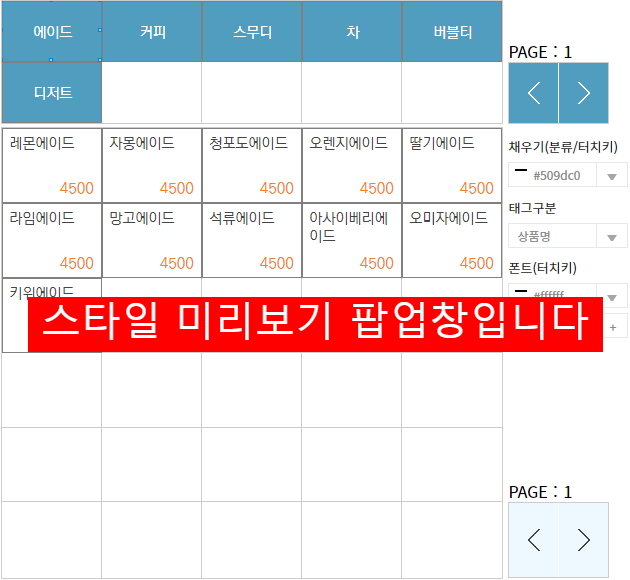 에이드 커피 스무디 차 버블티
디저트
PAGE : 1
레몬에이드 자몽에이드 청포도에이드 오렌지에이드 딸기에이드
4500 4500 4500 4500 4500
라임에이드 망고에이드 석류에이드 아사이베리에이드 오미자에이드
4500 4500 4500 4500 4500
키위에이드
스타일 미리보기 팝업창입니다
채우기(분류/터치키)
#509dc0
태그구분
상품명
폰트(터치키)
#ffffff
+
PAGE : 1